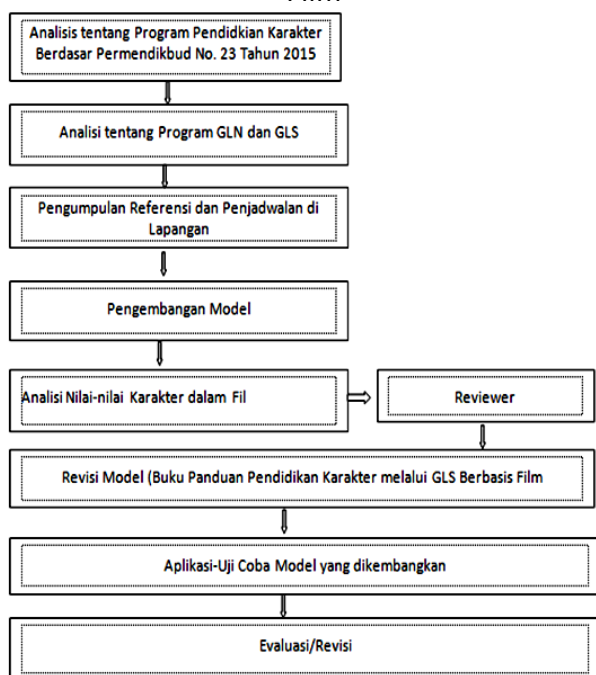 Film
Analisis tentang Program Pendidkian Karakter
Berdasar Permendikbud No. 23 Tahun 2015
Analisi tentang Program GLN dan GLS
Pengumpulan Referensi dan Penjadwalan di
Lapangan
Pengembangan Model
Analisi Nilai-nilai Karakter dalam Fil
Reviewer
Revisi Model (Buku Panduan Pendidikan Karakter melalui GLS Berbasis Film
Aplikasi-Uji Coba Model yang dikembangkan
Evaluasi/Revisi